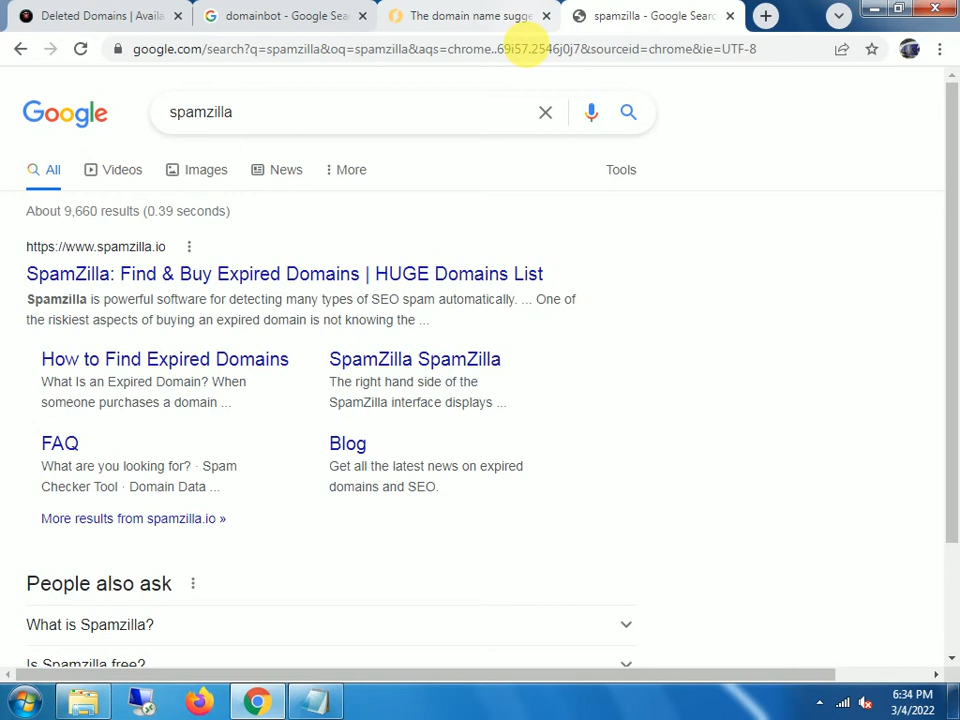 Deleted Domains | Availa
domainbot - Google Sea
The domain name sugge
spamzilla - Google Searc
google.com/search?q=spamzilla&oq=spamzilla&aqs=chrome..69i57.2546j0j7&sourceid=chrome&ie=UTF-8
Google
spamzilla
All
Videos
Images
News
More
Tools
About 9,660 results (0.39 seconds)
https://www.spamzilla.io
SpamZilla: Find & Buy Expired Domains | HUGE Domains List
Spamzilla is powerful software for detecting many types of SEO spam automatically. ... One of
the riskiest aspects of buying an expired domain is not knowing the ...
How to Find Expired Domains
What Is an Expired Domain? When
someone purchases a domain ...
SpamZilla SpamZilla
The right hand side of the
SpamZilla interface displays ...
FAQ
What are you looking for? · Spam
Checker Tool · Domain Data ...
Blog
Get all the latest news on expired
domains and SEO.
More results from spamzilla.io »
People also ask
What is Spamzilla?
Is Spamzilla free?
6:34 PM
3/4/2022